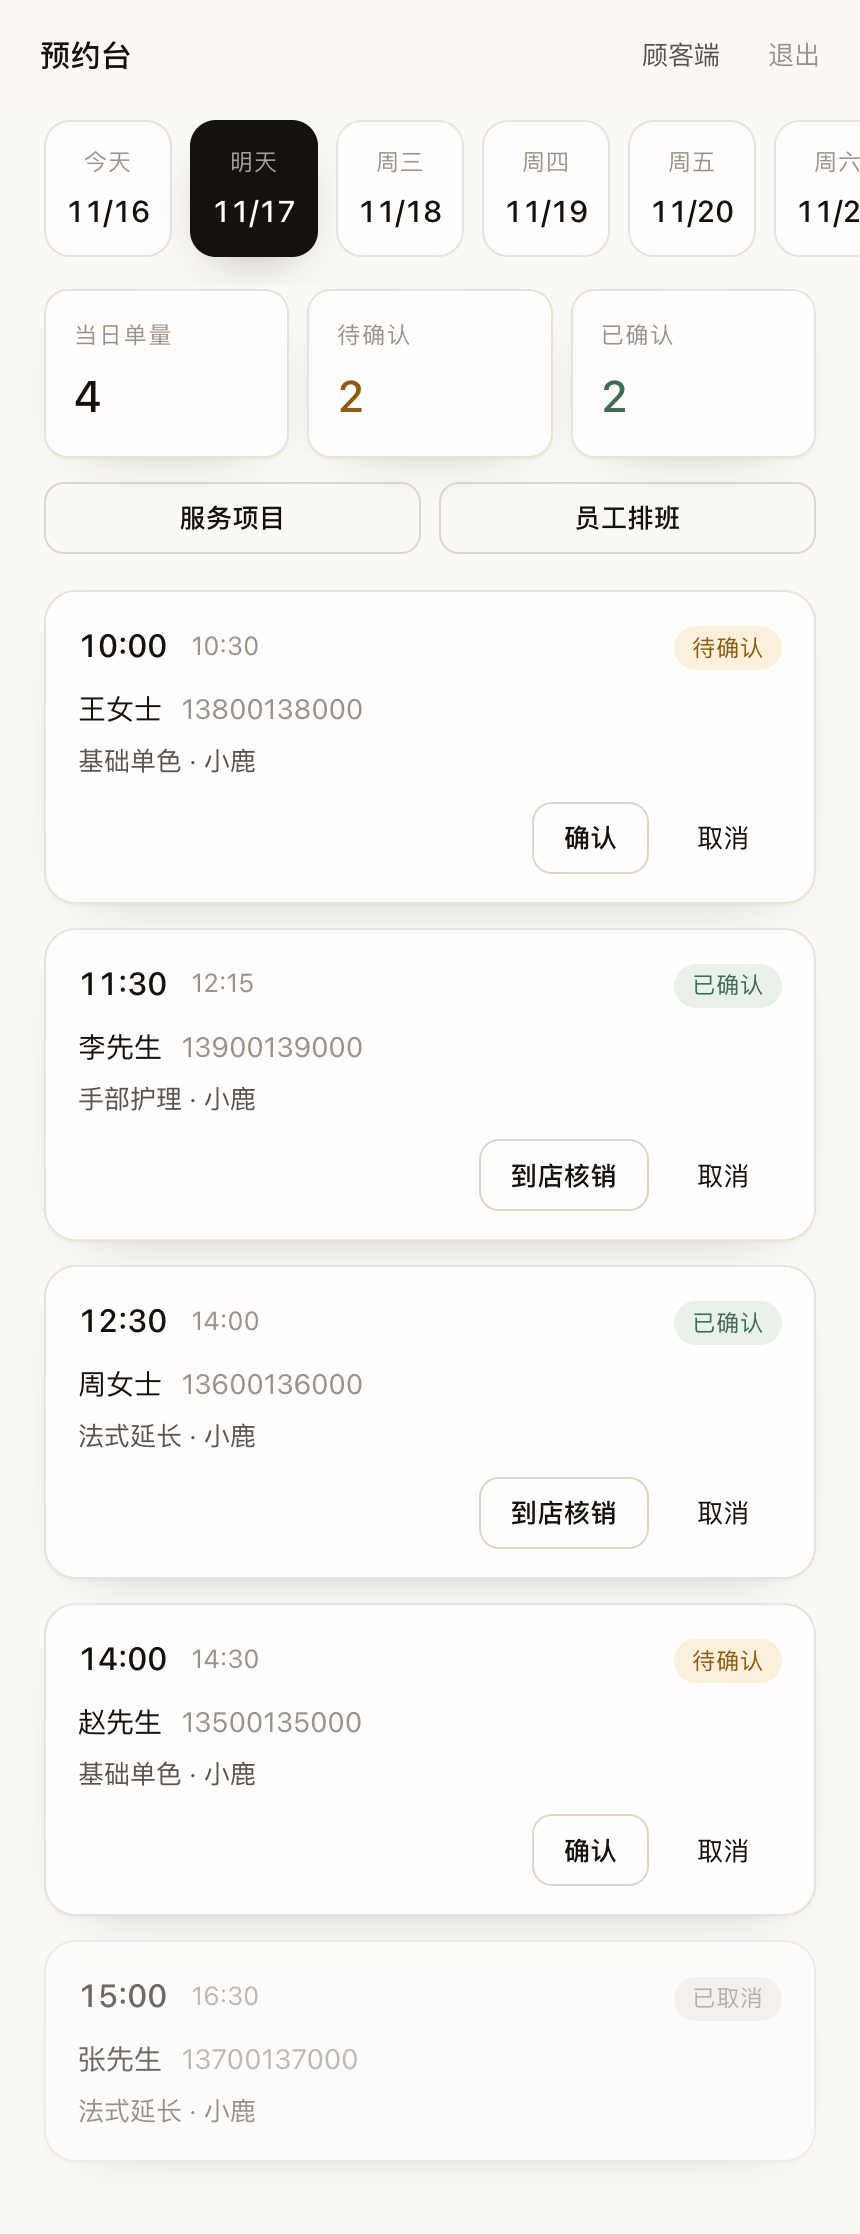 预约台 顾客端 退出
今天 明天 周三 周四 周五 周六
11/16 11/17 11/18 11/19 11/20 11/2
当日单量 待确认 已确认
4 2 2
服务项目 员工排班
10:00 10:30 待确认
王女士 13800138000
基础单色 · 小鹿
确认 取消
11:30 12:15 已确认
李先生 13900139000
手部护理 · 小鹿
到店核销 取消
12:30 14:00 已确认
周女士 13600136000
法式延长 · 小鹿
到店核销 取消
14:00 14:30 待确认
赵先生 13500135000
基础单色 · 小鹿
确认 取消
15:00 16:30 已取消
张先生 13700137000
法式延长 · 小鹿